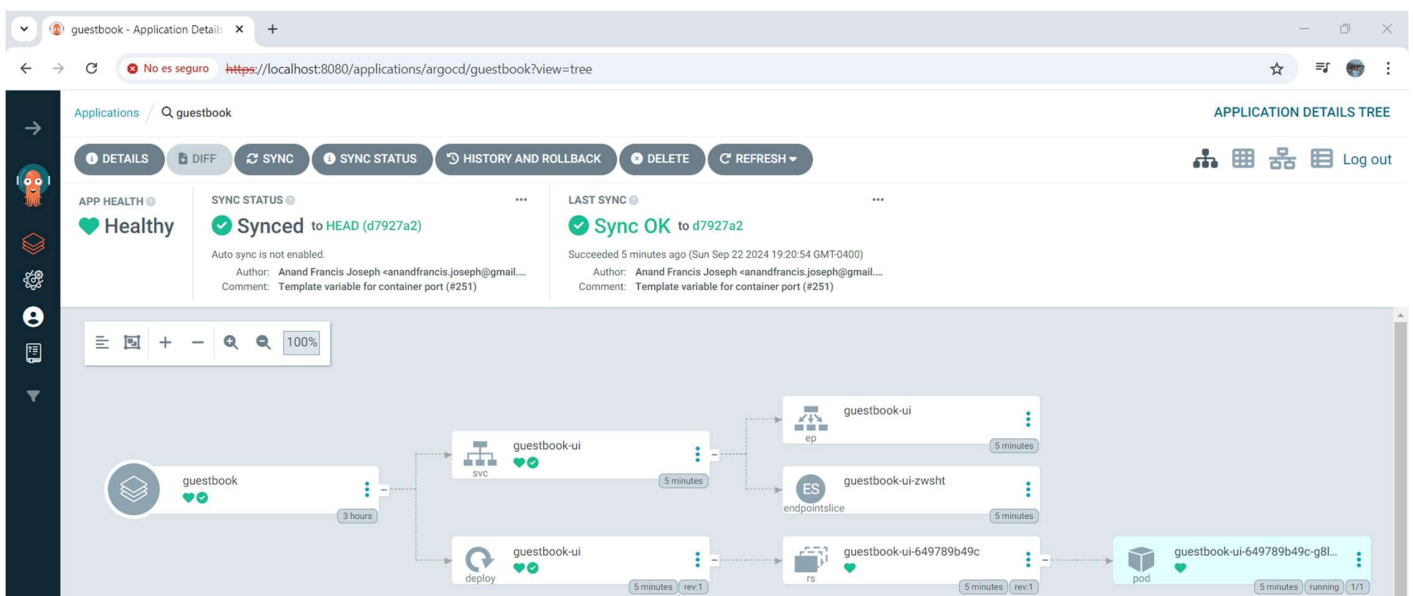 guestbook - Application Details
No es seguro https://localhost:8080/applications/argocd/guestbook?view=tree
Applications / guestbook
APPLICATION DETAILS TREE
DETAILS DIFF SYNC SYNC STATUS HISTORY AND ROLLBACK DELETE REFRESH Log out
APP HEALTH
Healthy
SYNC STATUS
Synced to HEAD (d7927a2)
Auto sync is not enabled.
Author: Anand Francis Joseph <anandfrancis.joseph@gmail....
Comment: Template variable for container port (#251)
LAST SYNC
Sync OK to d7927a2
Succeeded 5 minutes ago (Sun Sep 22 2024 19:20:54 GMT-0400)
Author: Anand Francis Joseph <anandfrancis.joseph@gmail....
Comment: Template variable for container port (#251)
100%
guestbook
3 hours
guestbook-ui
svc
5 minutes
guestbook-ui
ep
5 minutes
ES
guestbook-ui-zwsht
endpointslice
5 minutes
guestbook-ui
deploy
5 minutes rev:1
guestbook-ui-649789b49c
rs
5 minutes rev:1
guestbook-ui-649789b49c-g8l...
pod
5 minutes running 1/1